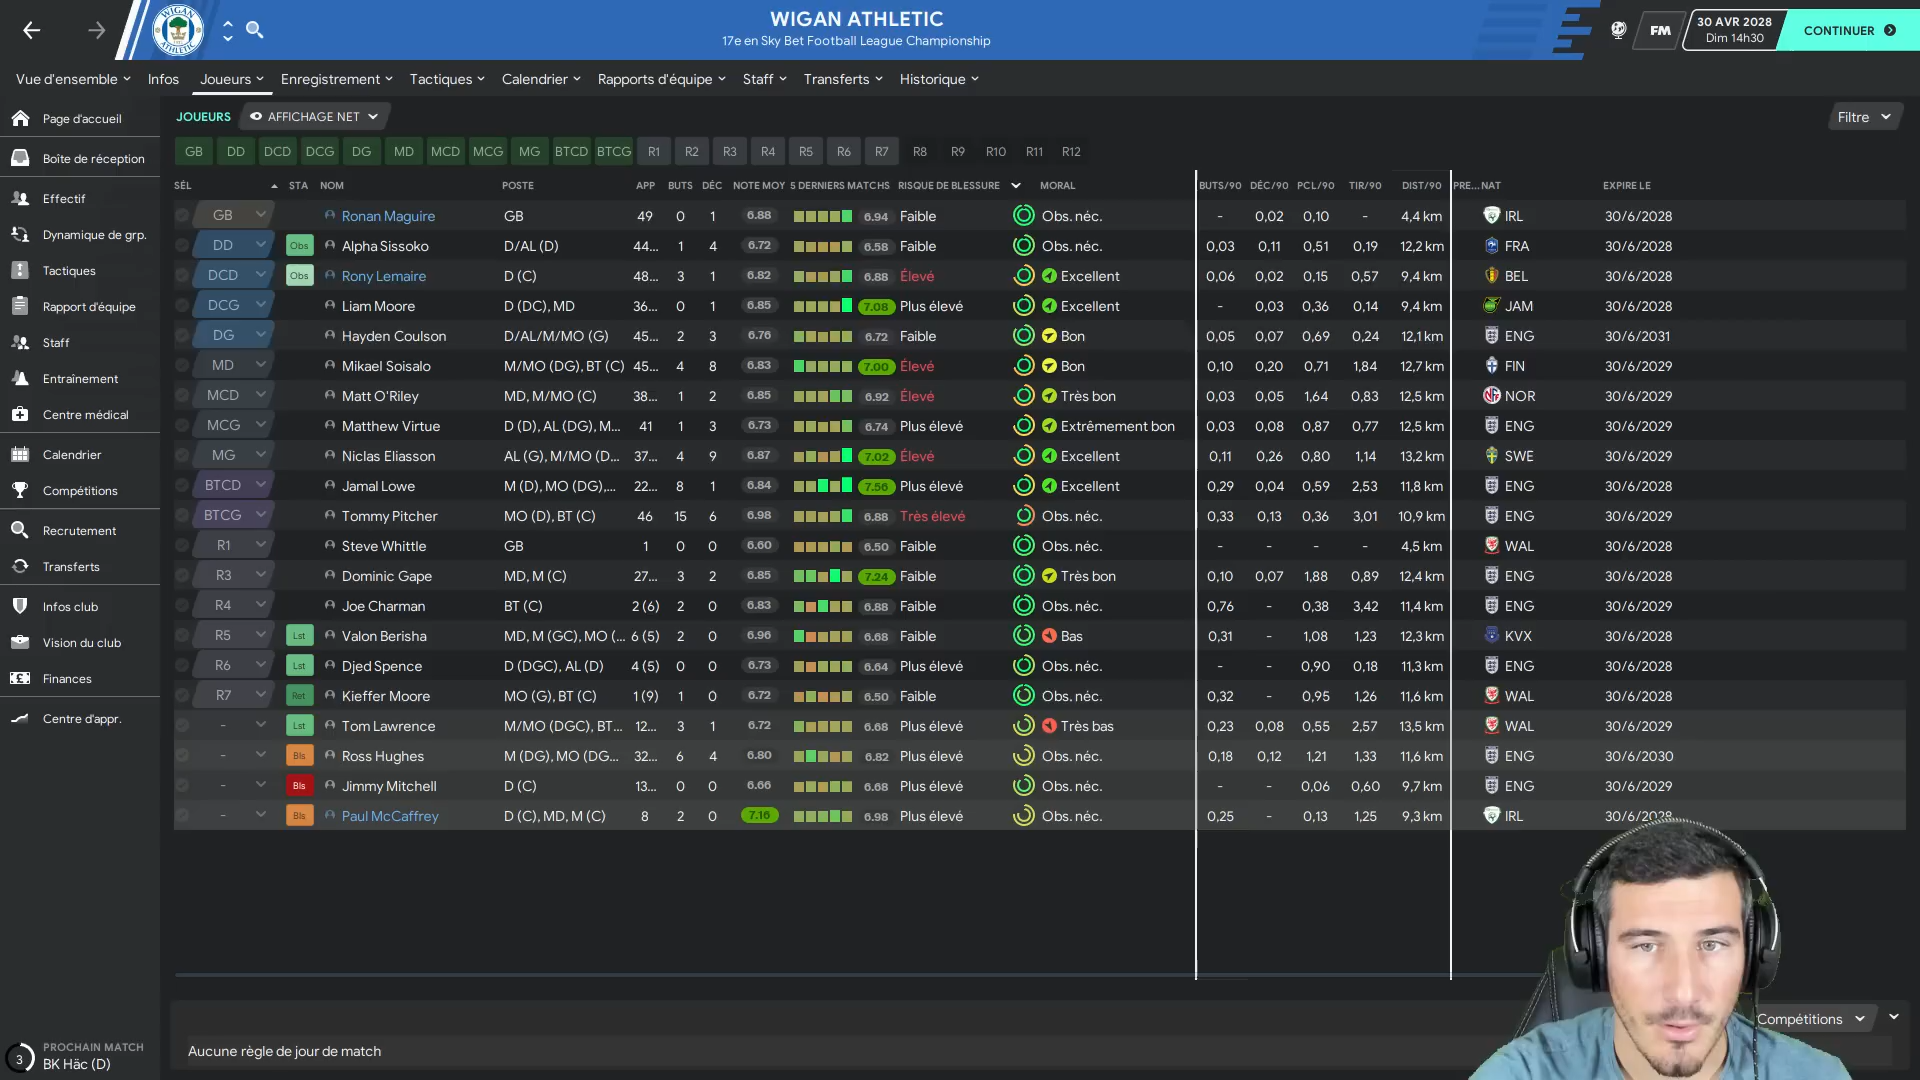 WIGAN ATHLETIC
17e en Sky Bet Football League Championship
FM
30 AVR 2028
Dim 14h30
CONTINUER
Vue d'ensemble Infos Joueurs Enregistrement Tactiques Calendrier Rapports d'équipe Staff Transferts Historique
Page d'accueil
Boîte de réception
Effectif
Dynamique de grp.
Tactiques
Rapport d'équipe
Staff
Entraînement
Centre médical
Calendrier
Compétitions
Recrutement
Transferts
Infos club
Vision du club
Finances
Centre d'appr.
PROCHAIN MATCH
3 BK Häc (D)
JOUEURS AFFICHAGE NET Filtre
GB DD DCD DCG DG MD MCD MCG MG BTCD BTCG R1 R2 R3 R4 R5 R6 R7 R8 R9 R10 R11 R12
SÉL STA NOM POSTE APP BUTS DÉC NOTE MOY 5 DERNIERS MATCHS RISQUE DE BLESSURE MORAL BUTS/90 DÉC/90 PCL/90 TIR/90 DIST/90 PRE... NAT EXPIRE LE
GB Ronan Maguire GB 49 0 1 6.88 6.94 Faible Obs. néc. - 0,02 0,10 - 4,4 km IRL 30/6/2028
DD Obs Alpha Sissoko D/AL (D) 44... 1 4 6.72 6.58 Faible Obs. néc. 0,03 0,11 0,51 0,19 12,2 km FRA 30/6/2028
DCD Obs Rony Lemaire D (C) 48... 3 1 6.82 6.88 Élevé Excellent 0,06 0,02 0,15 0,57 9,4 km BEL 30/6/2028
DCG Liam Moore D (DC), MD 36... 0 1 6.85 7.08 Plus élevé Excellent - 0,03 0,36 0,14 9,4 km JAM 30/6/2028
DG Hayden Coulson D/AL/M/MO (G) 45... 2 3 6.76 6.72 Faible Bon 0,05 0,07 0,69 0,24 12,1 km ENG 30/6/2031
MD Mikael Soisalo M/MO (DG), BT (C) 45... 4 8 6.83 7.00 Élevé Bon 0,10 0,20 0,71 1,84 12,7 km FIN 30/6/2029
MCD Matt O'Riley MD, M/MO (C) 38... 1 2 6.85 6.92 Élevé Très bon 0,03 0,05 1,64 0,83 12,5 km NOR 30/6/2029
MCG Matthew Virtue D (D), AL (DG), M... 41 1 3 6.73 6.74 Plus élevé Extrêmement bon 0,03 0,08 0,87 0,77 12,5 km ENG 30/6/2029
MG Niclas Eliasson AL (G), M/MO (D... 37... 4 9 6.87 7.02 Élevé Excellent 0,11 0,26 0,80 1,14 13,2 km SWE 30/6/2029
BTCD Jamal Lowe M (D), MO (DG),... 22... 8 1 6.84 7.56 Plus élevé Excellent 0,29 0,04 0,59 2,53 11,8 km ENG 30/6/2028
BTCG Tommy Pitcher MO (D), BT (C) 46 15 6 6.98 6.88 Très élevé Obs. néc. 0,33 0,13 0,36 3,01 10,9 km ENG 30/6/2029
R1 Steve Whittle GB 1 0 0 6.60 6.50 Faible Obs. néc. - - - - 4,5 km WAL 30/6/2028
R3 Dominic Gape MD, M (C) 27... 3 2 6.85 7.24 Faible Très bon 0,10 0,07 1,88 0,89 12,4 km ENG 30/6/2028
R4 Joe Charman BT (C) 2 (6) 2 0 6.83 6.88 Faible Obs. néc. 0,76 - 0,38 3,42 11,4 km ENG 30/6/2029
R5 Lst Valon Berisha MD, M (GC), MO (... 6 (5) 2 0 6.96 6.68 Faible Bas 0,31 - 1,08 1,23 12,3 km KVX 30/6/2028
R6 Lst Djed Spence D (DGC), AL (D) 4 (5) 0 0 6.73 6.64 Plus élevé Obs. néc. - - 0,90 0,18 11,3 km ENG 30/6/2028
R7 Ret Kieffer Moore MO (G), BT (C) 1 (9) 1 0 6.72 6.50 Faible Obs. néc. 0,32 - 0,95 1,26 11,6 km WAL 30/6/2028
- Lst Tom Lawrence M/MO (DGC), BT... 12... 3 1 6.72 6.68 Plus élevé Très bas 0,23 0,08 0,55 2,57 13,5 km WAL 30/6/2029
- Bls Ross Hughes M (DG), MO (DG... 32... 6 4 6.80 6.82 Plus élevé Obs. néc. 0,18 0,12 1,21 1,33 11,6 km ENG 30/6/2030
- Bls Jimmy Mitchell D (C) 13... 0 0 6.66 6.68 Plus élevé Obs. néc. - - 0,06 0,60 9,7 km ENG 30/6/2029
- Bls Paul McCaffrey D (C), MD, M (C) 8 2 0 7.16 6.98 Plus élevé Obs. néc. 0,25 - 0,13 1,25 9,3 km IRL 30/6/2028
Compétitions
Aucune règle de jour de match